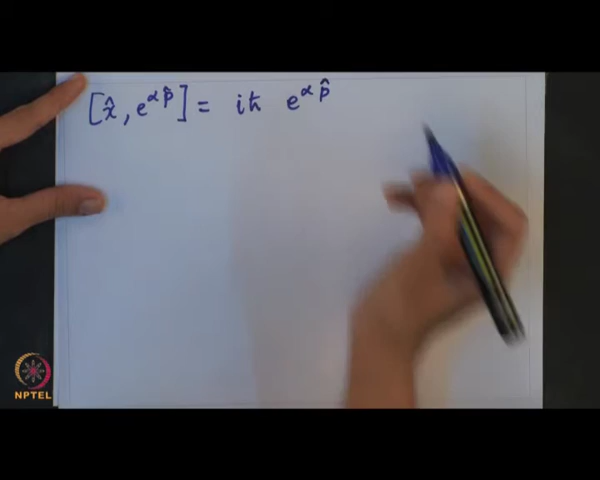 [x̂, e^{αp̂}] = iħ e^{αp̂}
NPTEL